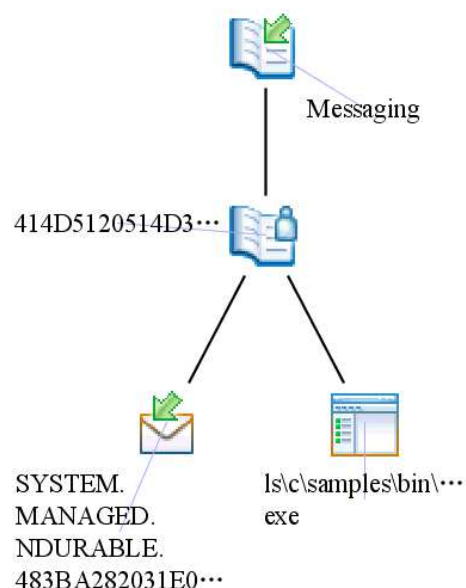 Messaging
414D5120514D3⋯
SYSTEM.
MANAGED.
NDURABLE.
483BA282031E0⋯
ls\c\samples\bin\⋯
exe